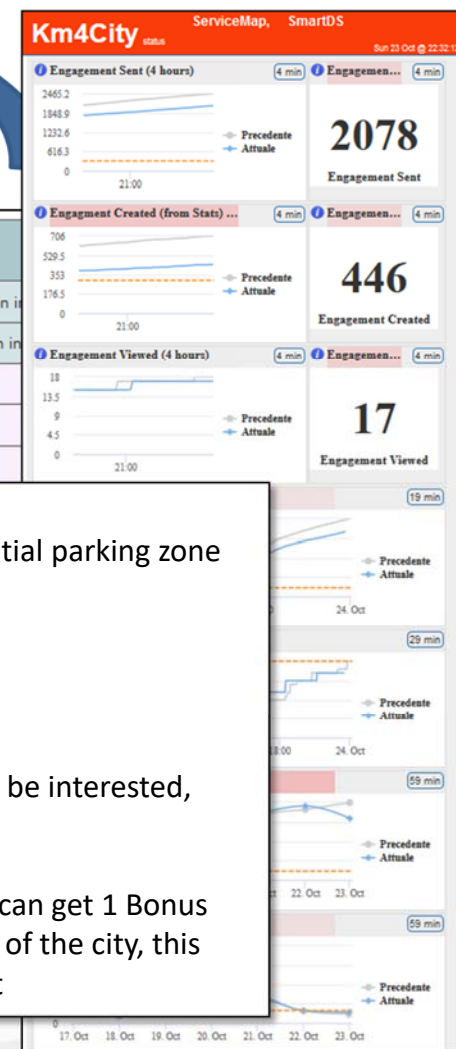 Km4City status
ServiceMap, SmartDS
Sun 23 Oct @ 22:32:1
Engagement Sent (4 hours)
4 min
Engagemen...
4 min
2465.2
1848.9
1232.6
616.3
0
21:00
Precedente
Attuale
2078
Engagement Sent
Engagment Created (from Stats) ...
4 min
Engagemen...
4 min
706
529.5
353
176.5
0
21:00
Precedente
Attuale
446
Engagement Created
Engagement Viewed (4 hours)
4 min
Engagemen...
4 min
18
13.5
9
4.5
0
21:00
Precedente
Attuale
17
Engagement Viewed
n i
n in
tial parking zone
be interested,
can get 1 Bonus
of the city, this
19 min
Precedente
Attuale
24. Oct
29 min
Precedente
Attuale
8:00
24. Oct
59 min
Precedente
Attuale
22. Oct
23. Oct
59 min
Precedente
Attuale
0
17. Oct
18. Oct
19. Oct
20. Oct
21. Oct
22. Oct
23. Oct